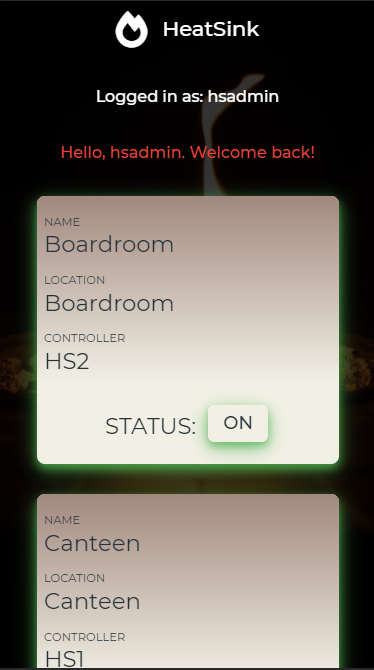 HeatSink
Logged in as: hsadmin
Hello, hsadmin. Welcome back!
NAME
Boardroom
LOCATION
Boardroom
CONTROLLER
HS2
STATUS: ON
NAME
Canteen
LOCATION
Canteen
CONTROLLER
HS1